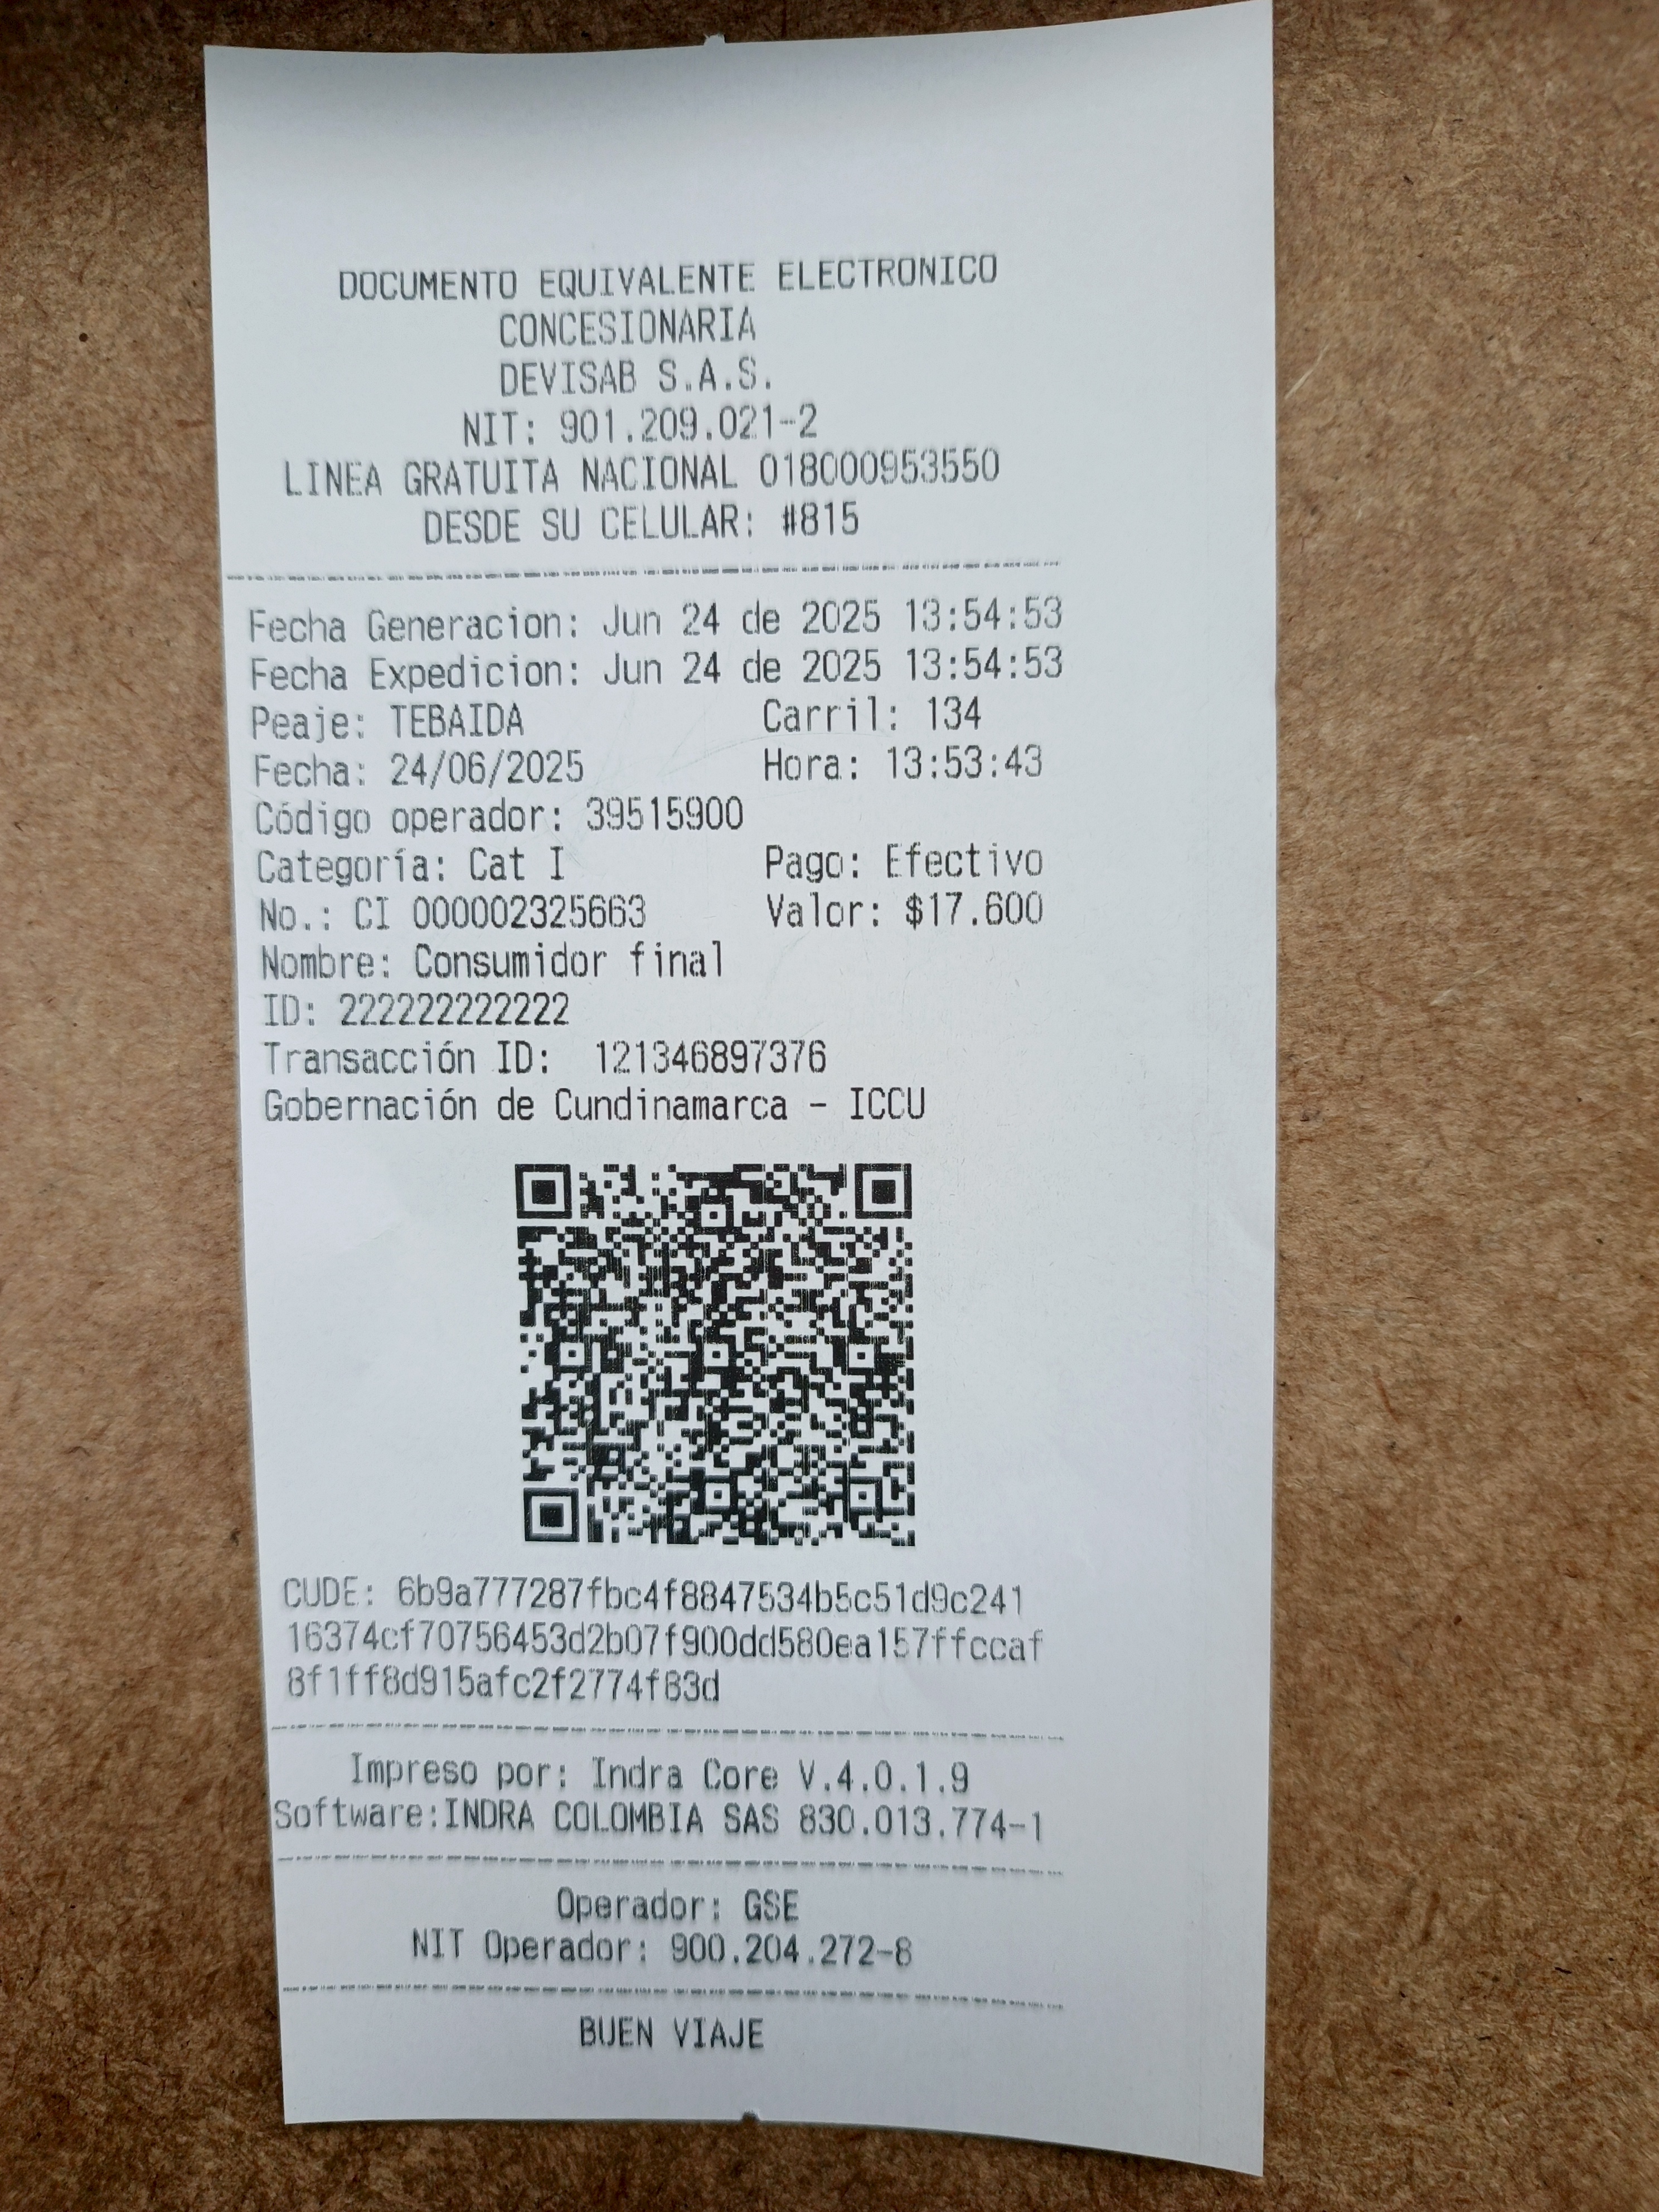 DOCUMENTO EQUIVALENTE ELECTRONICO
CONCESIONARIA
DEVISAB S.A.S.
NIT: 901.209.021-2
LINEA GRATUITA NACIONAL 018000953550
DESDE SU CELULAR: #815
Fecha Generacion: Jun 24 de 2025 13:54:53
Fecha Expedicion: Jun 24 de 2025 13:54:53
Peaje: TEBAIDA Carril: 134
Fecha: 24/06/2025 Hora: 13:53:43
Código operador: 39515900
Categoría: Cat I Pago: Efectivo
No.: CI 000002325663 Valor: $17.600
Nombre: Consumidor final
ID: 222222222222
Transacción ID: 121346897376
Gobernación de Cundinamarca - ICCU
CUDE: 6b9a777287fbc4f8847534b5c51d9c241
16374cf70756453d2b07f900dd580ea157ffccaf
8f1ff8d915afc2f2774f83d
Impreso por: Indra Core V.4.0.1.9
Software:INDRA COLOMBIA SAS 830.013.774-1
Operador: GSE
NIT Operador: 900.204.272-8
BUEN VIAJE